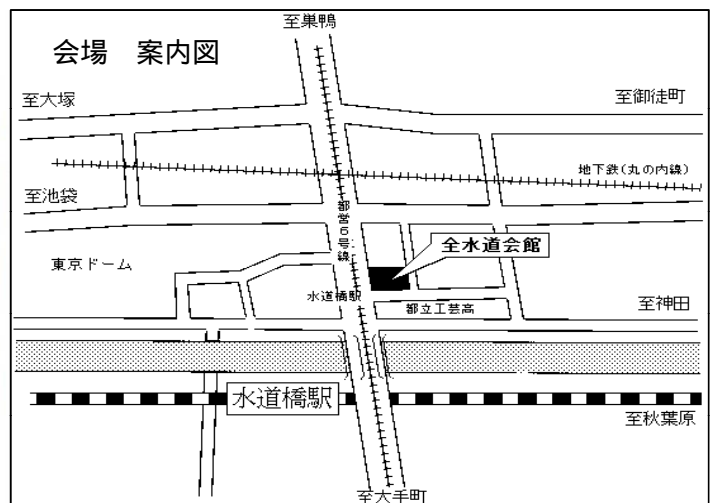 至巣鴨
会場 案内図
至大塚
至御徒町
地下鉄(丸の内線)
至池袋
都営6号線
全水道会館
東京ドーム
水道橋駅
都立工芸高
至神田
水道橋駅
至秋葉原
至大手町